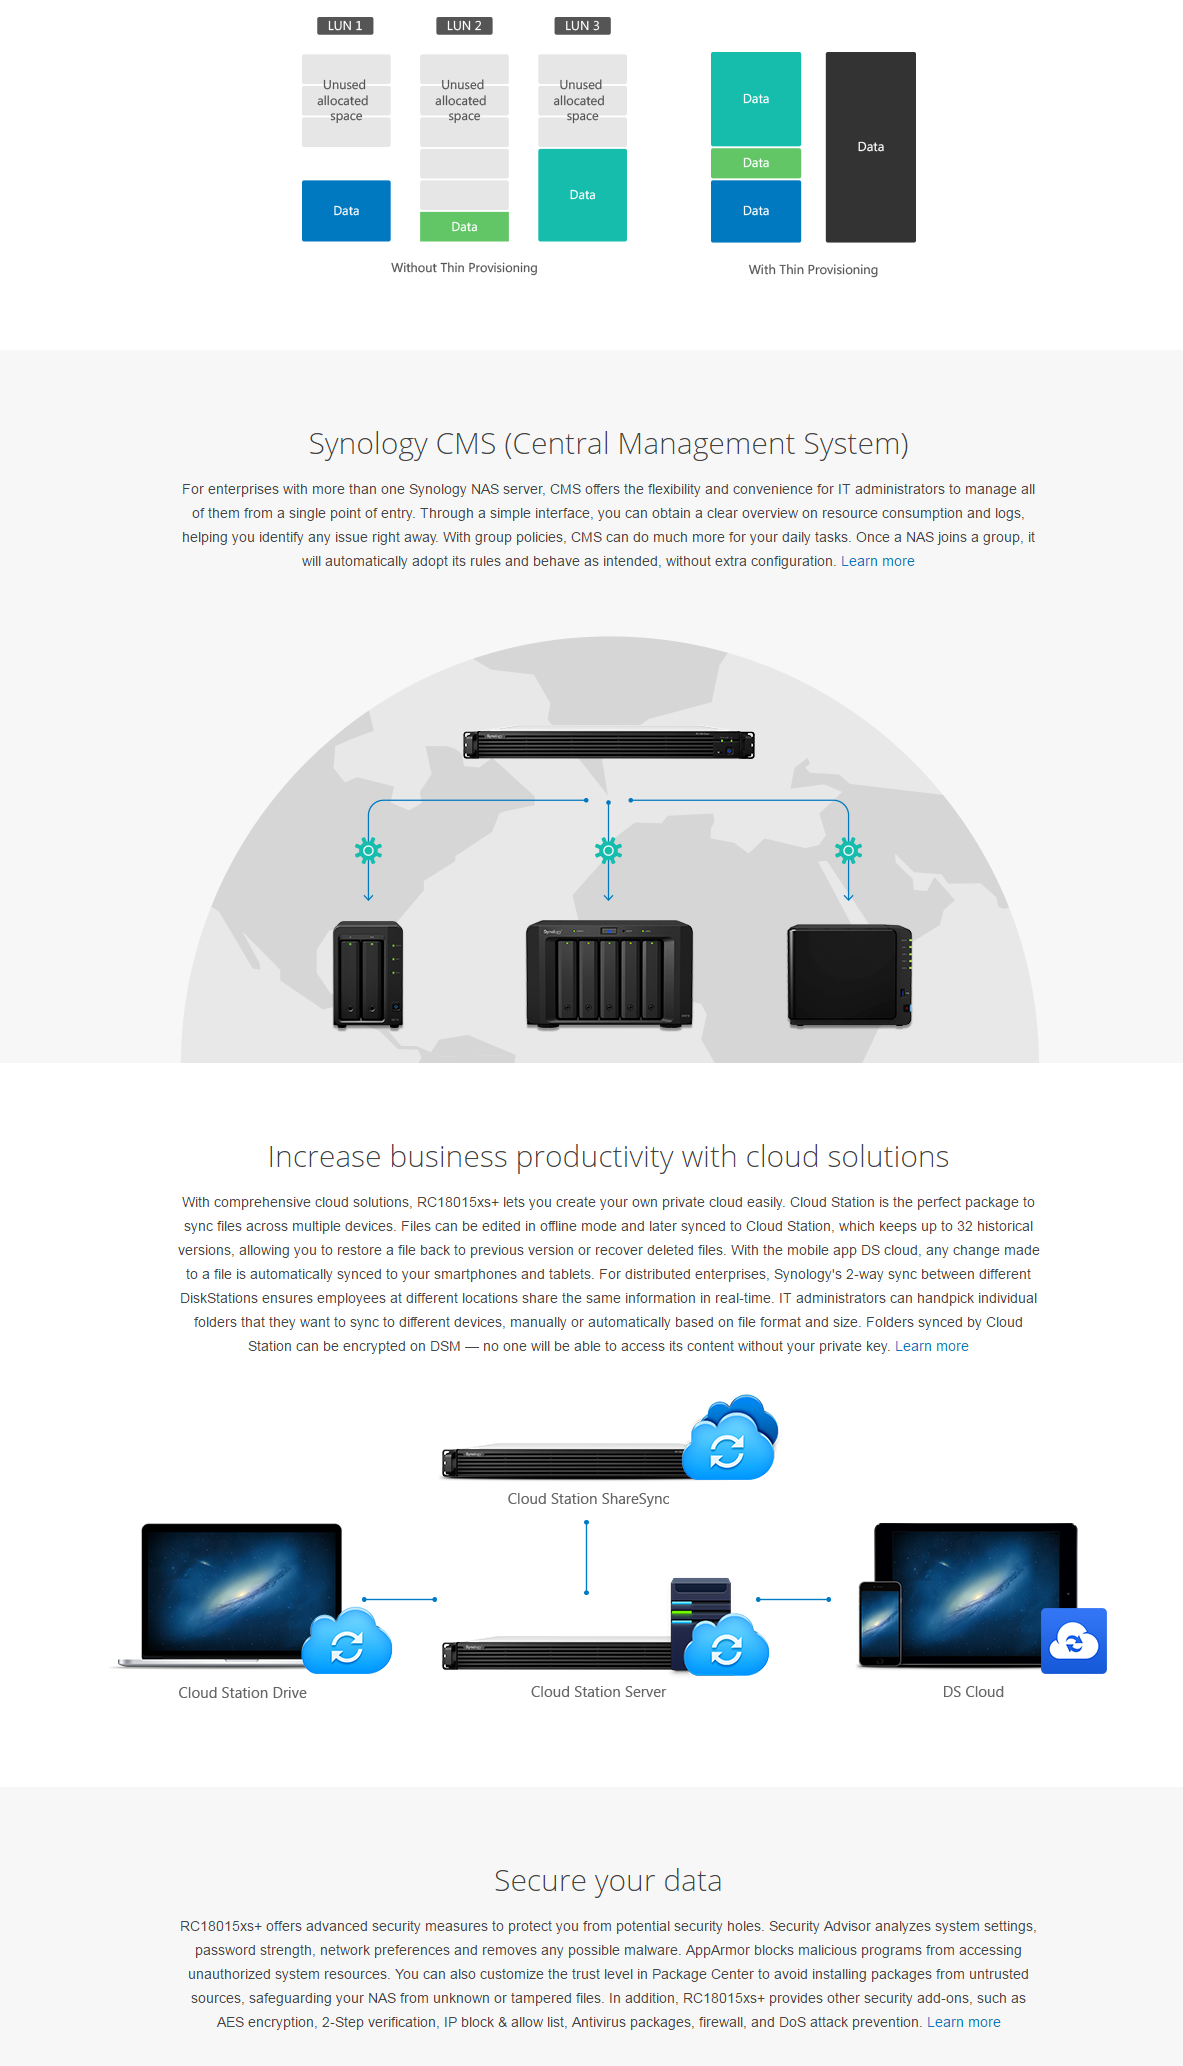 LUN 1
LUN 2
LUN 3
Unused
allocated
space
Unused
allocated
space
Unused
allocated
space
Data
Data
Data
Data
Data
Data
Data
Without Thin Provisioning
With Thin Provisioning
Synology CMS (Central Management System)
For enterprises with more than one Synology NAS server, CMS offers the flexibility and convenience for IT administrators to manage all
of them from a single point of entry. Through a simple interface, you can obtain a clear overview on resource consumption and logs,
helping you identify any issue right away. With group policies, CMS can do much more for your daily tasks. Once a NAS joins a group, it
will automatically adopt its rules and behave as intended, without extra configuration. Learn more
Synology
Synology
Increase business productivity with cloud solutions
With comprehensive cloud solutions, RC18015xs+ lets you create your own private cloud easily. Cloud Station is the perfect package to
sync files across multiple devices. Files can be edited in offline mode and later synced to Cloud Station, which keeps up to 32 historical
versions, allowing you to restore a file back to previous version or recover deleted files. With the mobile app DS cloud, any change made
to a file is automatically synced to your smartphones and tablets. For distributed enterprises, Synology's 2-way sync between different
DiskStations ensures employees at different locations share the same information in real-time. IT administrators can handpick individual
folders that they want to sync to different devices, manually or automatically based on file format and size. Folders synced by Cloud
Station can be encrypted on DSM — no one will be able to access its content without your private key. Learn more
Synology
Cloud Station ShareSync
Synology
Cloud Station Drive
Cloud Station Server
DS Cloud
Secure your data
RC18015xs+ offers advanced security measures to protect you from potential security holes. Security Advisor analyzes system settings,
password strength, network preferences and removes any possible malware. AppArmor blocks malicious programs from accessing
unauthorized system resources. You can also customize the trust level in Package Center to avoid installing packages from untrusted
sources, safeguarding your NAS from unknown or tampered files. In addition, RC18015xs+ provides other security add-ons, such as
AES encryption, 2-Step verification, IP block & allow list, Antivirus packages, firewall, and DoS attack prevention. Learn more